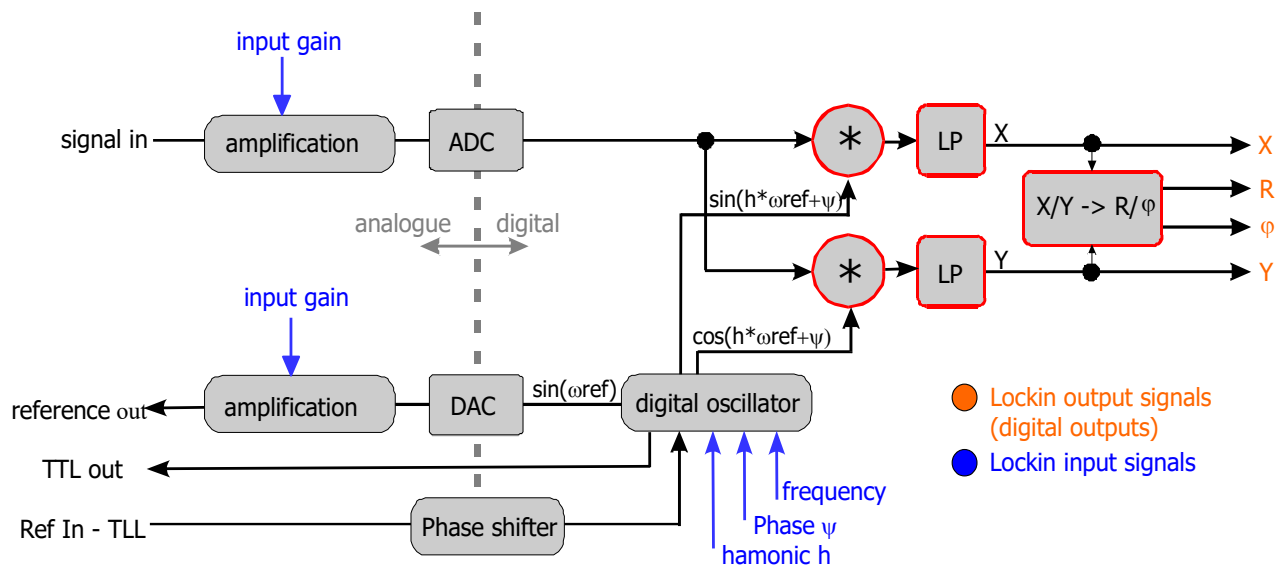 input gain
signal in
amplification
ADC
*
LP
X
X
sin(h*ωref+ψ)
R
X/Y -> R/φ
φ
analogue
digital
*
LP
Y
Y
input gain
cos(h*ωref+ψ)
reference out
amplification
DAC
sin(ωref)
digital oscillator
Lockin output signals
(digital outputs)
TTL out
Lockin input signals
frequency
Ref In - TLL
Phase shifter
Phase ψ
hamonic h